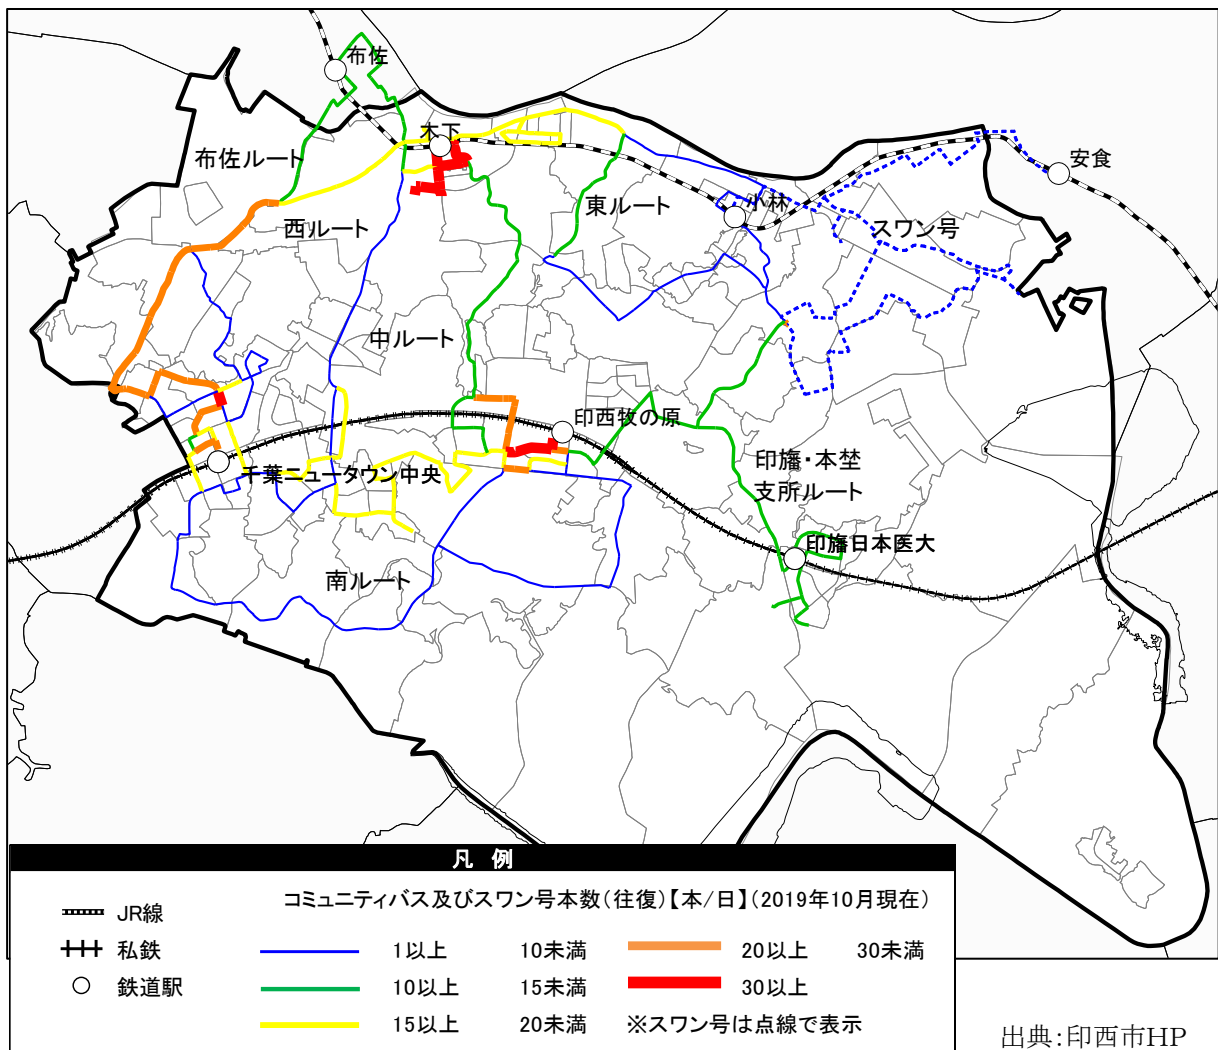 布佐
木下
布佐ルート
安食
東ルート
小林
西ルート
スワン号
中ルート
印西牧の原
千葉ニュータウン中央
印旛・本埜
支所ルート
印旛日本医大
南ルート
凡 例
コミュニティバス及びスワン号本数(往復)【本/日】(2019年10月現在)
JR線
私鉄 1以上 10未満 20以上 30未満
鉄道駅 10以上 15未満 30以上
15以上 20未満 ※スワン号は点線で表示
出典:印西市HP